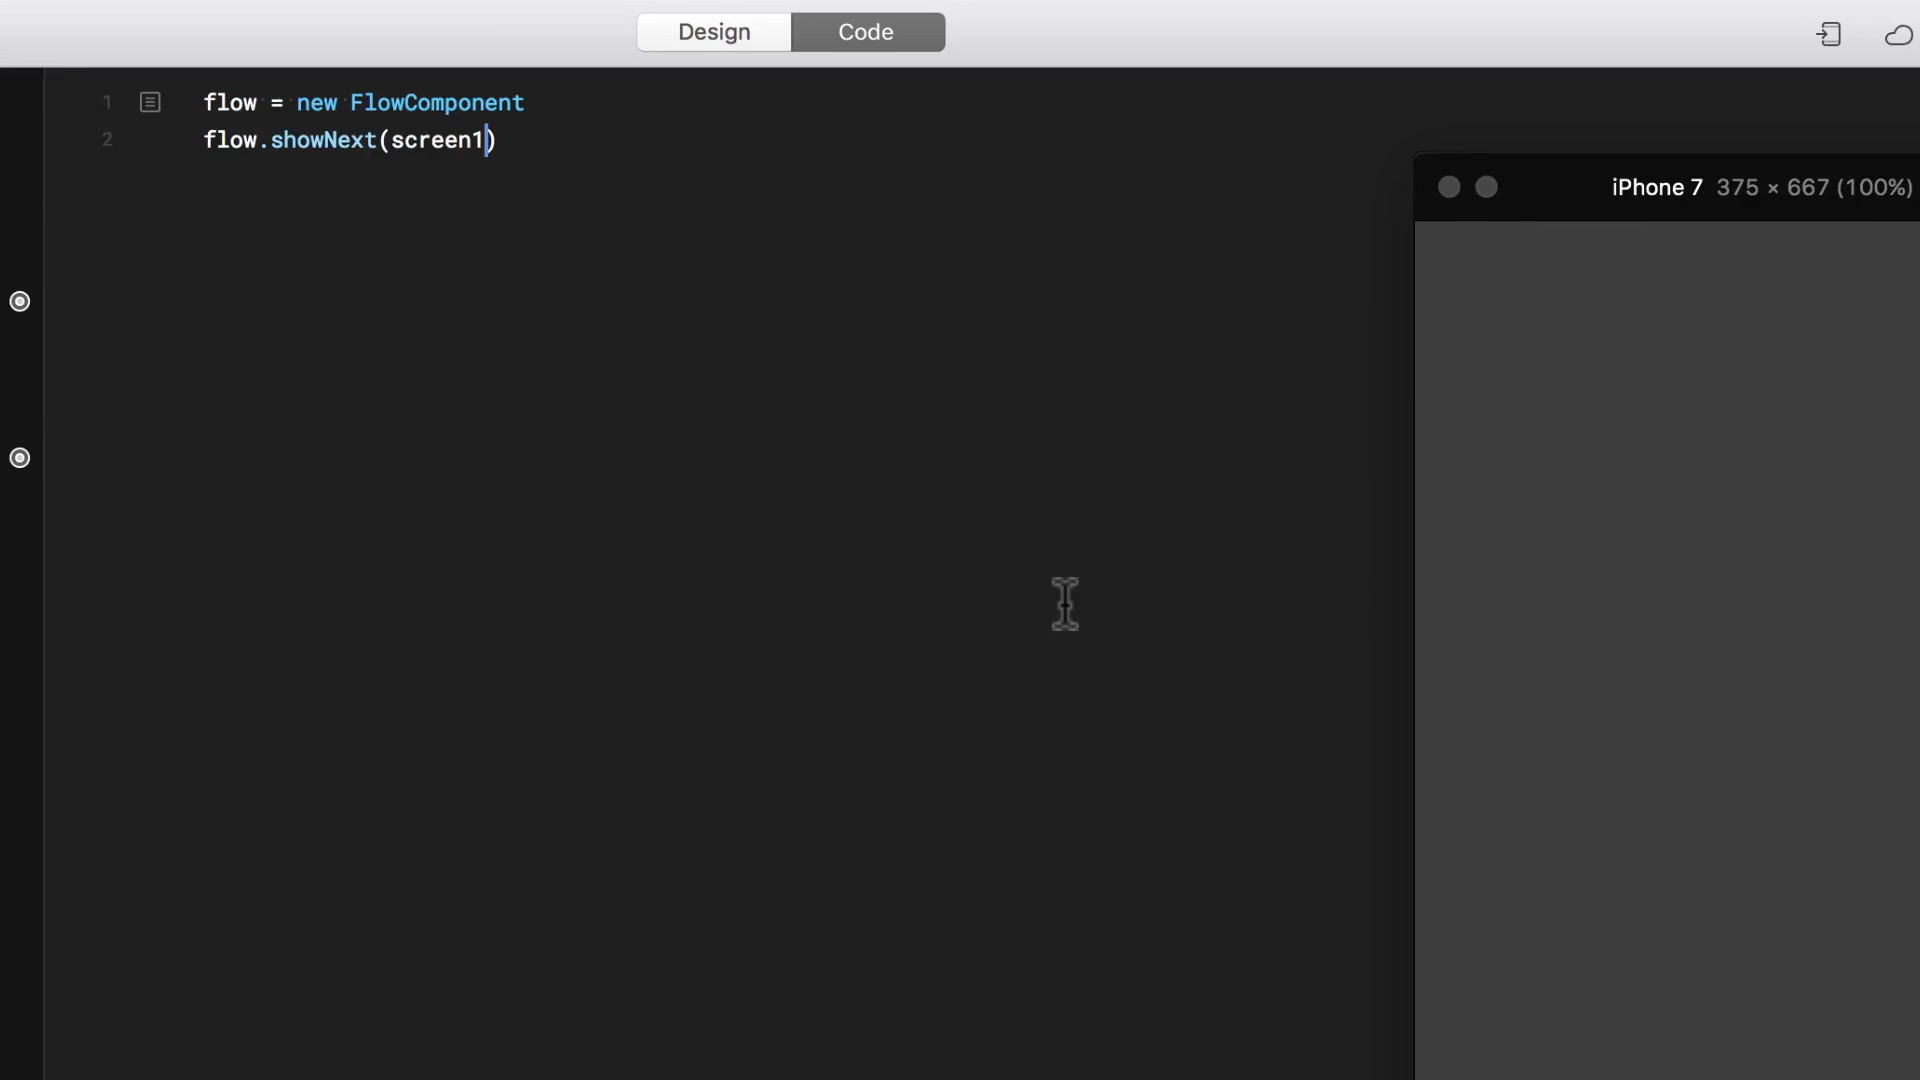 Design Code
1 flow = new FlowComponent
2 flow.showNext(screen1)
iPhone 7 375 × 667 (100%)